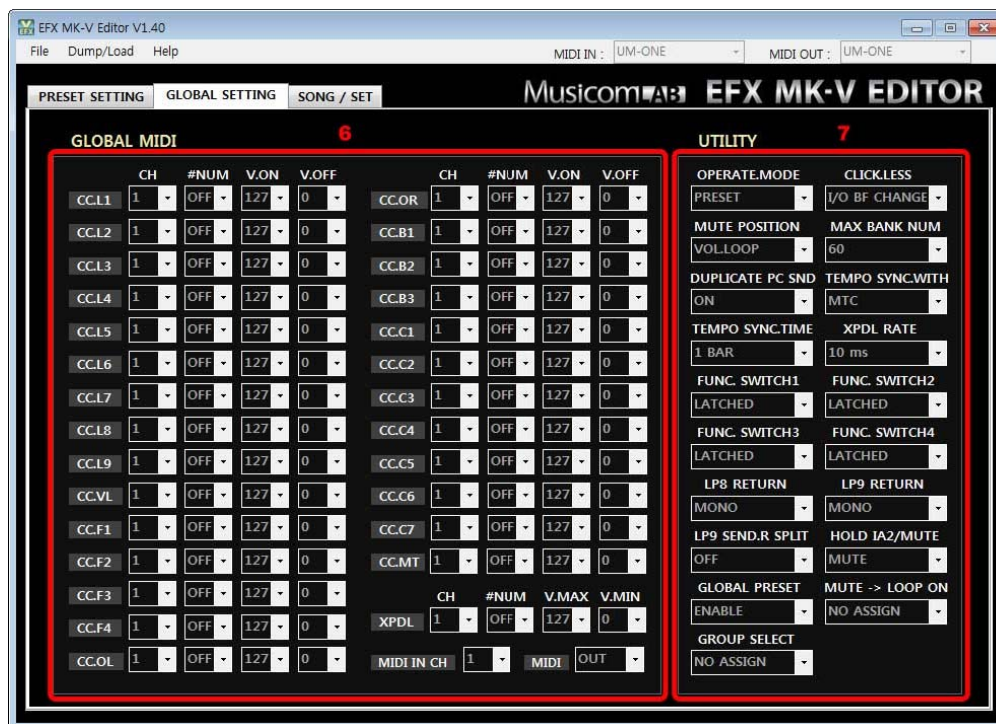 EFX MK-V Editor V1.40
File Dump/Load Help MIDI IN : UM-ONE MIDI OUT : UM-ONE
PRESET SETTING GLOBAL SETTING SONG / SET MusicomLAB EFX MK-V EDITOR
GLOBAL MIDI 6 UTILITY 7
CH #NUM V.ON V.OFF CH #NUM V.ON V.OFF OPERATE.MODE CLICK.LESS
CC.L1 1 OFF 127 0 CC.OR 1 OFF 127 0 PRESET I/O BF CHANGE
MUTE POSITION MAX BANK NUM
CC.L2 1 OFF 127 0 CC.B1 1 OFF 127 0 VOL.LOOP 60
CC.L3 1 OFF 127 0 CC.B2 1 OFF 127 0 DUPLICATE PC SND TEMPO SYNC.WITH
CC.L4 1 OFF 127 0 CC.B3 1 OFF 127 0 ON MTC
CC.L5 1 OFF 127 0 CC.C1 1 OFF 127 0 TEMPO SYNC.TIME XPDL RATE
CC.L6 1 OFF 127 0 CC.C2 1 OFF 127 0 1 BAR 10 ms
FUNC. SWITCH1 FUNC. SWITCH2
CC.L7 1 OFF 127 0 CC.C3 1 OFF 127 0 LATCHED LATCHED
CC.L8 1 OFF 127 0 CC.C4 1 OFF 127 0 FUNC. SWITCH3 FUNC. SWITCH4
CC.L9 1 OFF 127 0 CC.C5 1 OFF 127 0 LATCHED LATCHED
LP8 RETURN LP9 RETURN
CC.VL 1 OFF 127 0 CC.C6 1 OFF 127 0 MONO MONO
CC.F1 1 OFF 127 0 CC.C7 1 OFF 127 0 LP9 SEND.R SPLIT HOLD IA2/MUTE
CC.F2 1 OFF 127 0 CC.MT 1 OFF 127 0 OFF MUTE
CC.F3 1 OFF 127 0 CH #NUM V.MAX V.MIN GLOBAL PRESET MUTE -> LOOP ON
XPDL 1 OFF 127 0 ENABLE NO ASSIGN
CC.F4 1 OFF 127 0 GROUP SELECT
CC.OL 1 OFF 127 0 MIDI IN CH 1 MIDI OUT NO ASSIGN